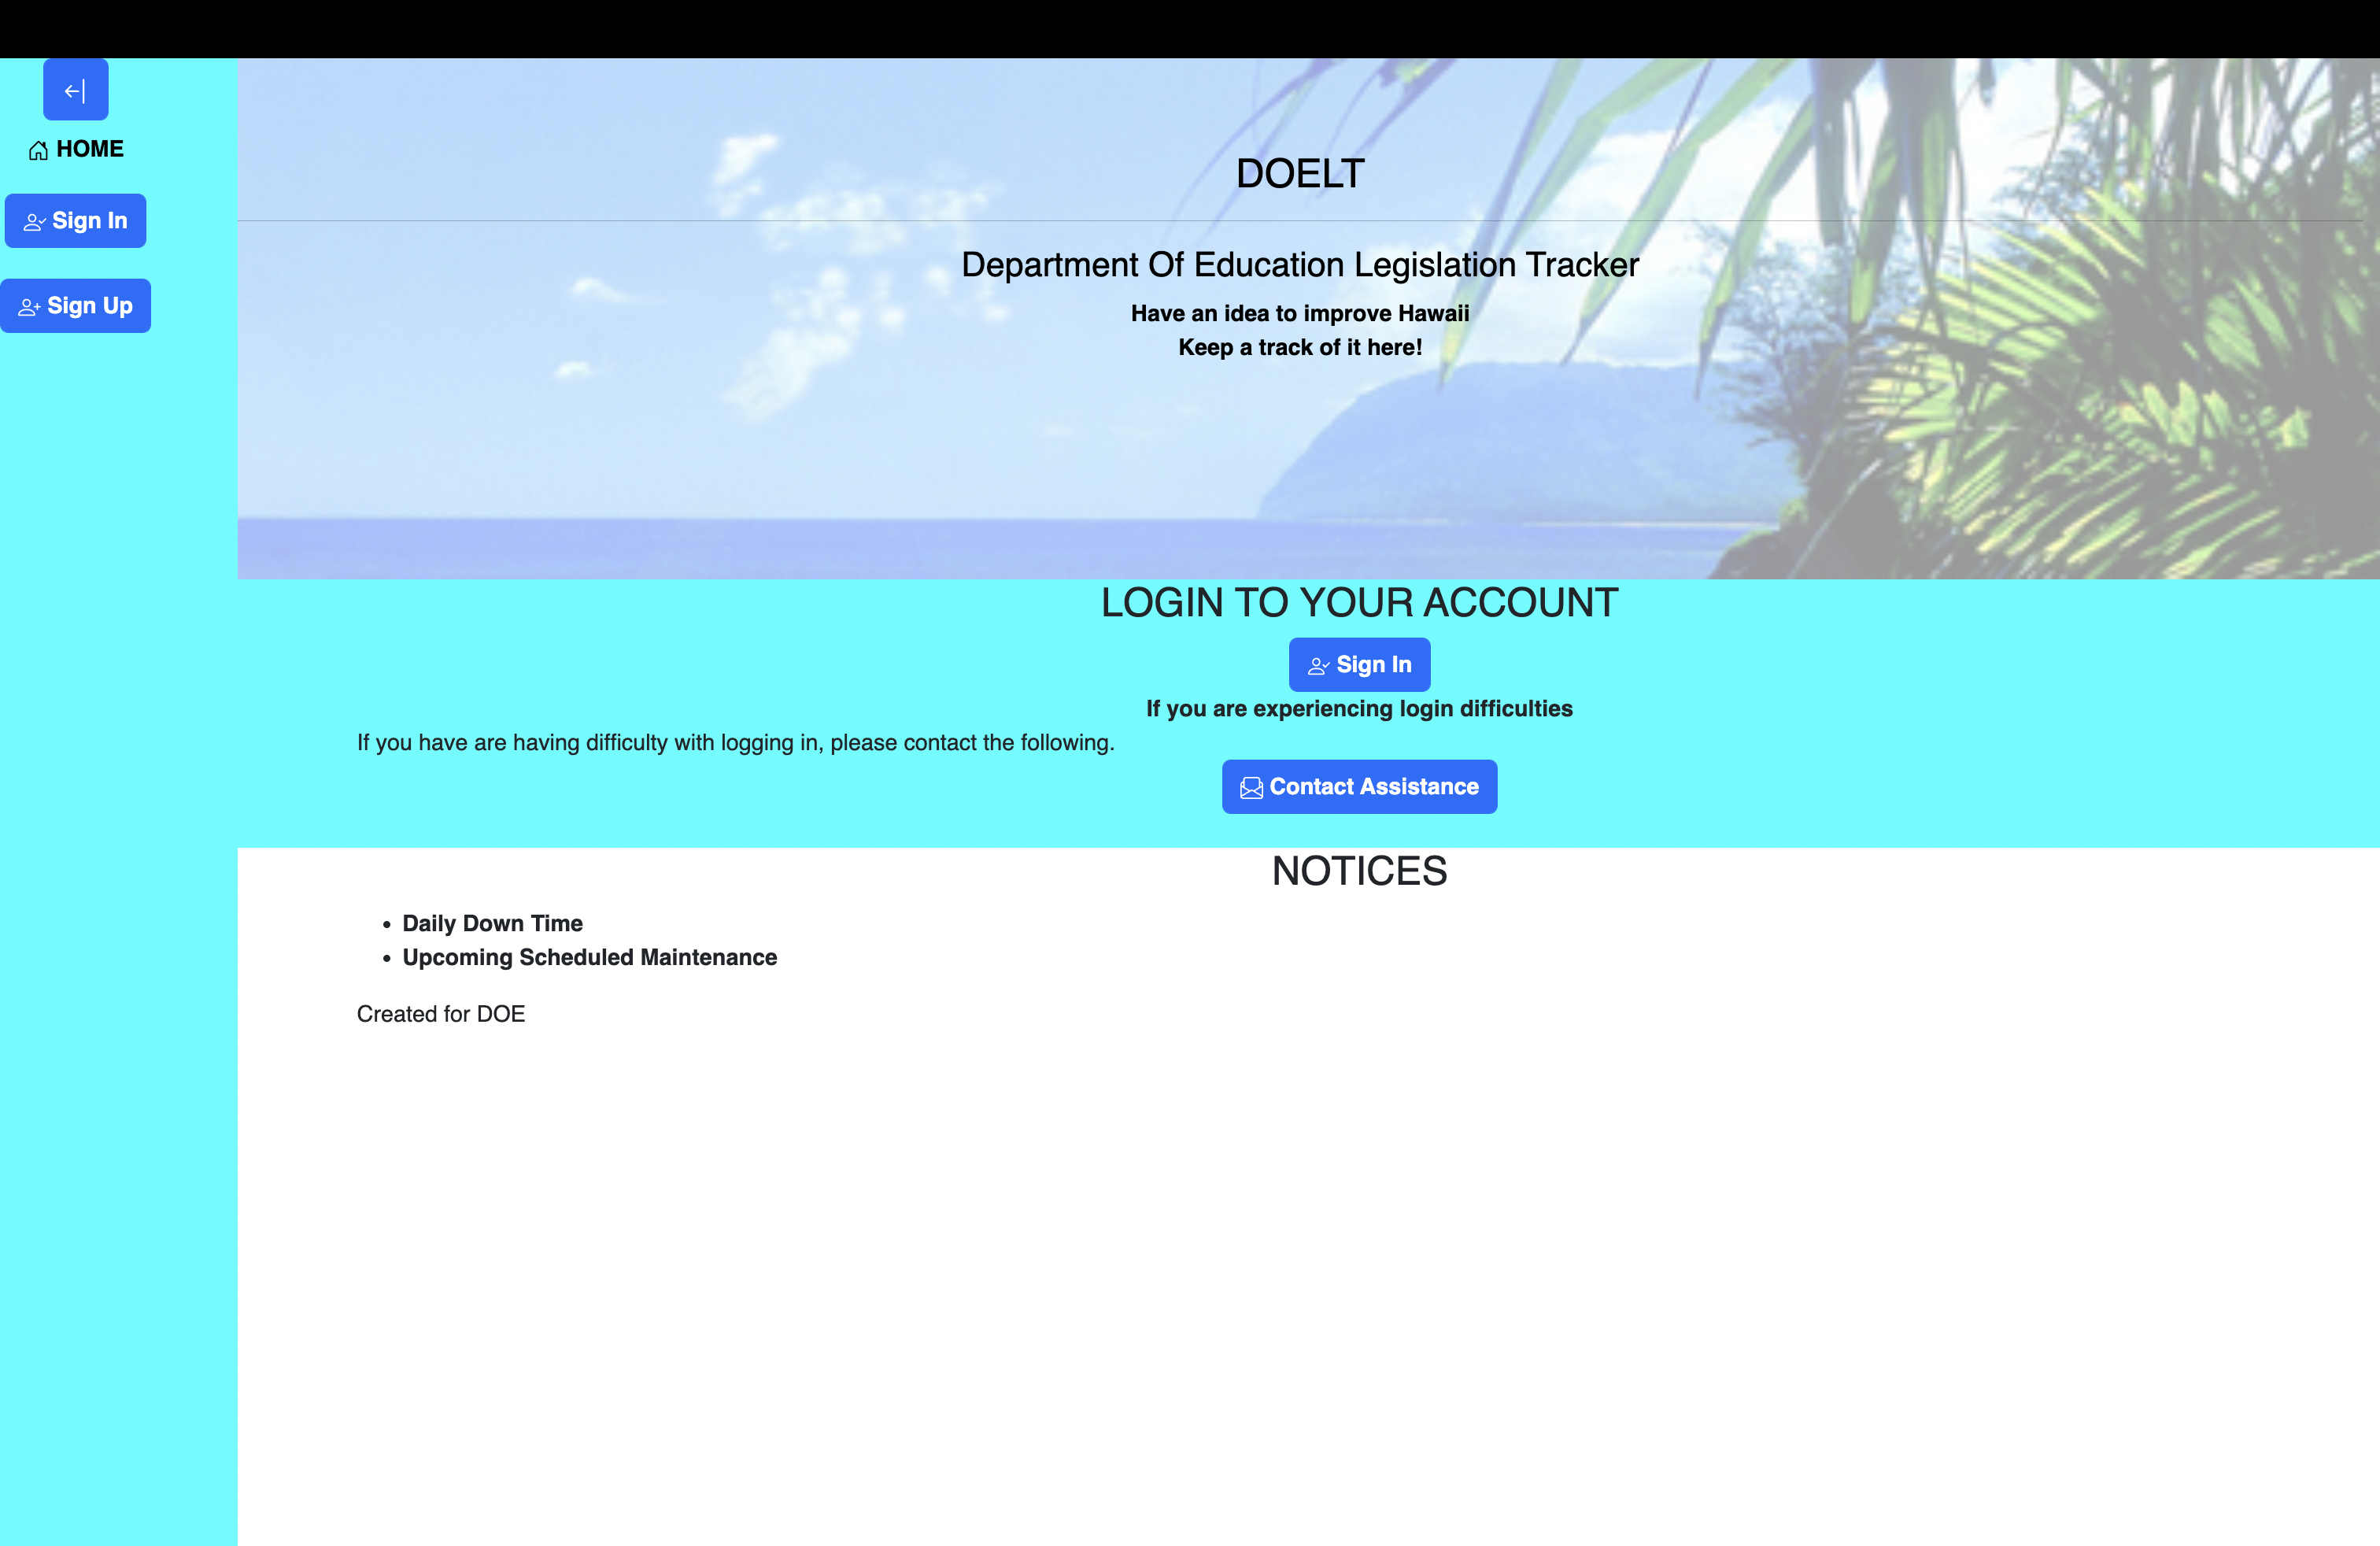 HOME
Sign In
Sign Up
DOELT
Department Of Education Legislation Tracker
Have an idea to improve Hawaii
Keep a track of it here!
LOGIN TO YOUR ACCOUNT
Sign In
If you are experiencing login difficulties
If you have are having difficulty with logging in, please contact the following.
Contact Assistance
NOTICES
• Daily Down Time
• Upcoming Scheduled Maintenance
Created for DOE